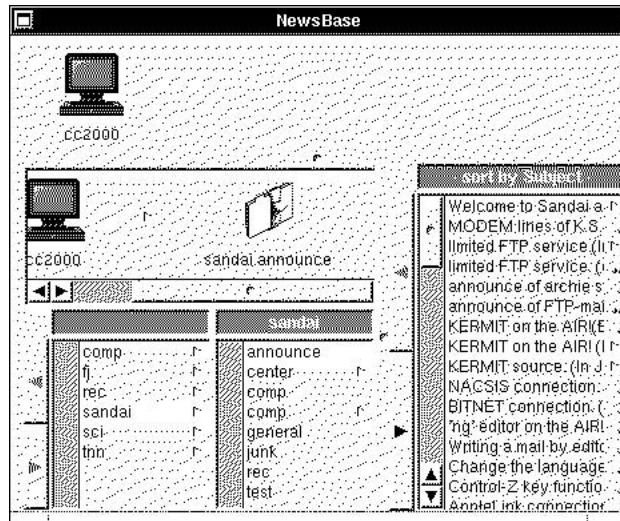 NewsBase
cc2000
cc2000
sandai.announce
comp
fj
rec
sandai
sci
tnn
sandai
announce
center
comp
comp
general
junk
rec
test
sort by Subject
Welcome to Sandai a
MODEM lines of K.S.
limited FTP service (I
limited FTP service (
announce of archie s
announce of FTP-mai
KERMIT on the AIR! (E
KERMIT on the AIR! (
KERMIT source (In J
NACSIS connection.
BITNET connection. (
'ng' editor on the AIR!
Writing a mail by edito
Change the language
Control-Z key functio
AppleLink connection